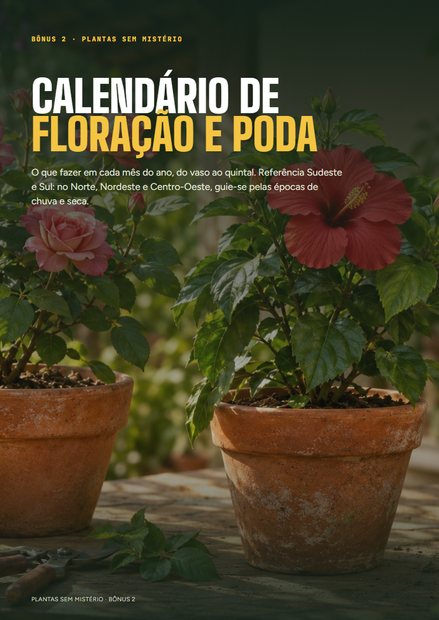 BÔNUS 2 · PLANTAS SEM MISTÉRIO
CALENDÁRIO DE
FLORAÇÃO E PODA
O que fazer em cada mês do ano, do vaso ao quintal. Referência Sudeste
e Sul: no Norte, Nordeste e Centro-Oeste, guie-se pelas épocas de
chuva e seca.
PLANTAS SEM MISTÉRIO · BÔNUS 2